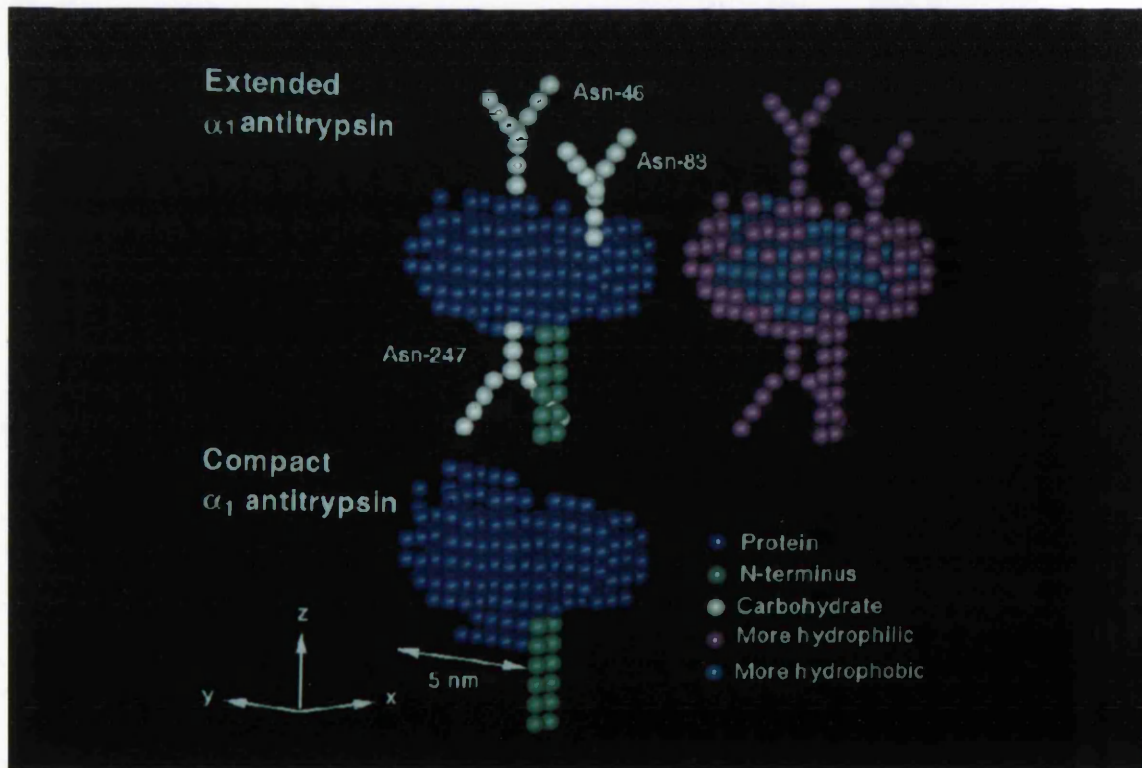 Extended
α₁ antitrypsin
Asn-46
Asn-83
Asn-247
Compact
α₁ antitrypsin
Protein
N-terminus
Carbohydrate
More hydrophilic
More hydrophobic
5 nm
z
y
x